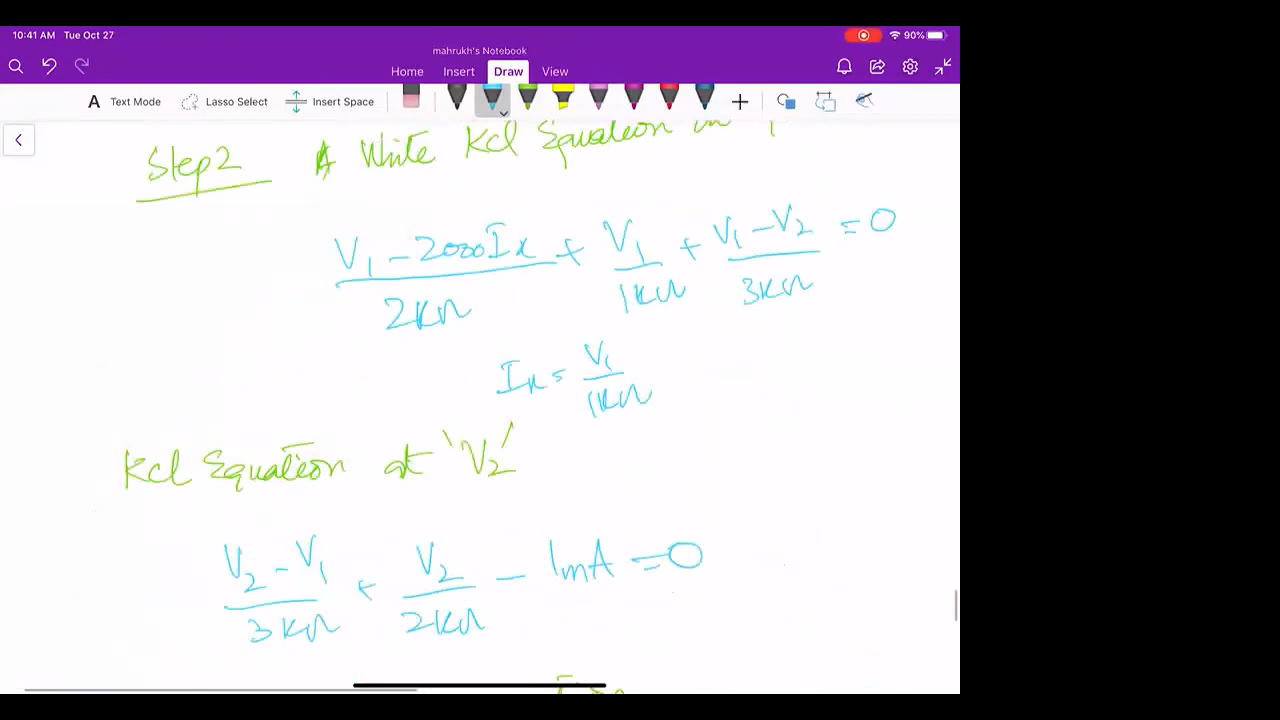 10:41 AM Tue Oct 27
90%
mahrukh's Notebook
Home Insert Draw View
Text Mode Lasso Select Insert Space
Step2 Write Kcl Equation
V1 - 2000Ix / 2KΩ + V1 / 1KΩ + V1 - V2 / 3KΩ = 0
Ix = V1 / 1KΩ
Kcl Equation at 'V2'
V2 - V1 / 3KΩ + V2 / 2KΩ - 1mA = 0